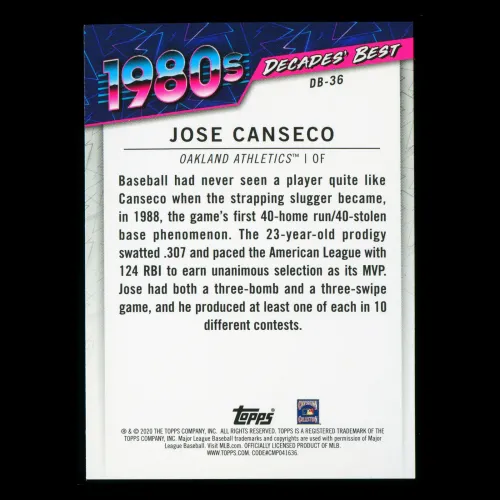 1980s DECADES' BEST
DB-36
JOSE CANSECO
OAKLAND ATHLETICS™ | OF
Baseball had never seen a player quite like
Canseco when the strapping slugger became,
in 1988, the game's first 40-home run/40-stolen
base phenomenon. The 23-year-old prodigy
swatted .307 and paced the American League with
124 RBI to earn unanimous selection as its MVP.
Jose had both a three-bomb and a three-swipe
game, and he produced at least one of each in 10
different contests.
Topps
® & © 2020 THE TOPPS COMPANY, INC. ALL RIGHTS RESERVED. TOPPS IS A REGISTERED TRADEMARK OF THE
TOPPS COMPANY, INC. Major League Baseball trademarks and copyrights are used with permission of Major
League Baseball. Visit MLB.com. OFFICIALLY LICENSED PRODUCT OF MLB.
WWW.TOPPS.COM. CODE#CMP041636.